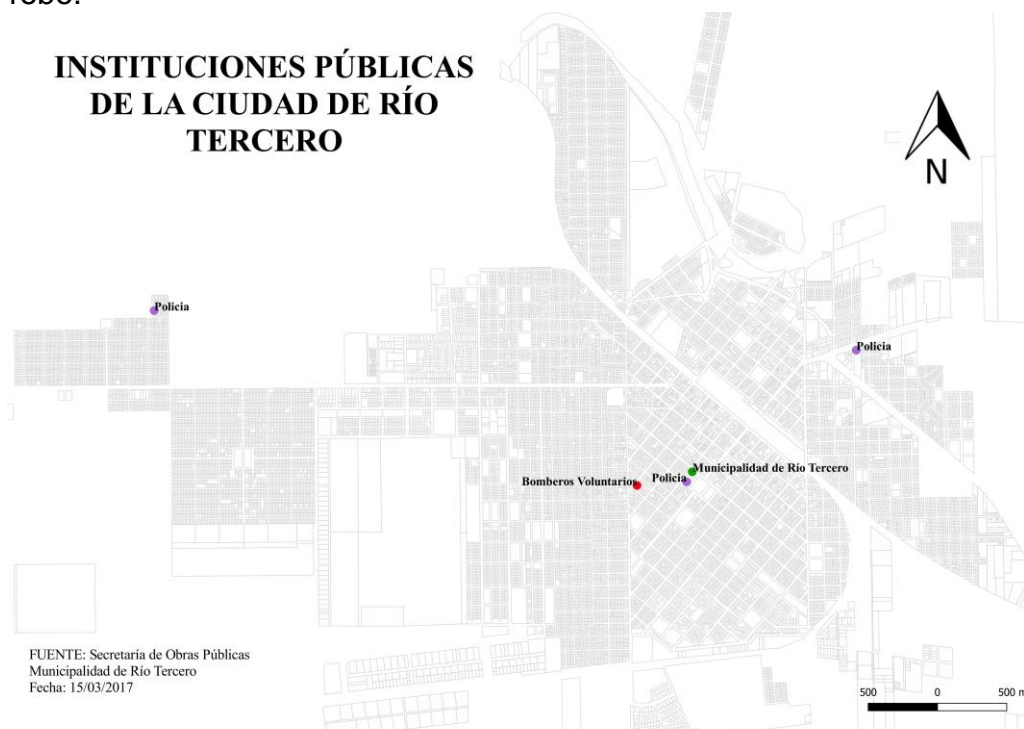 robo.
INSTITUCIONES PÚBLICAS
DE LA CIUDAD DE RÍO
TERCERO
N
Policia
Policia
Municipalidad de Río Tercero
Policia
Bomberos Voluntarios
FUENTE: Secretaría de Obras Públicas
Municipalidad de Río Tercero
Fecha: 15/03/2017
500 0 500 m